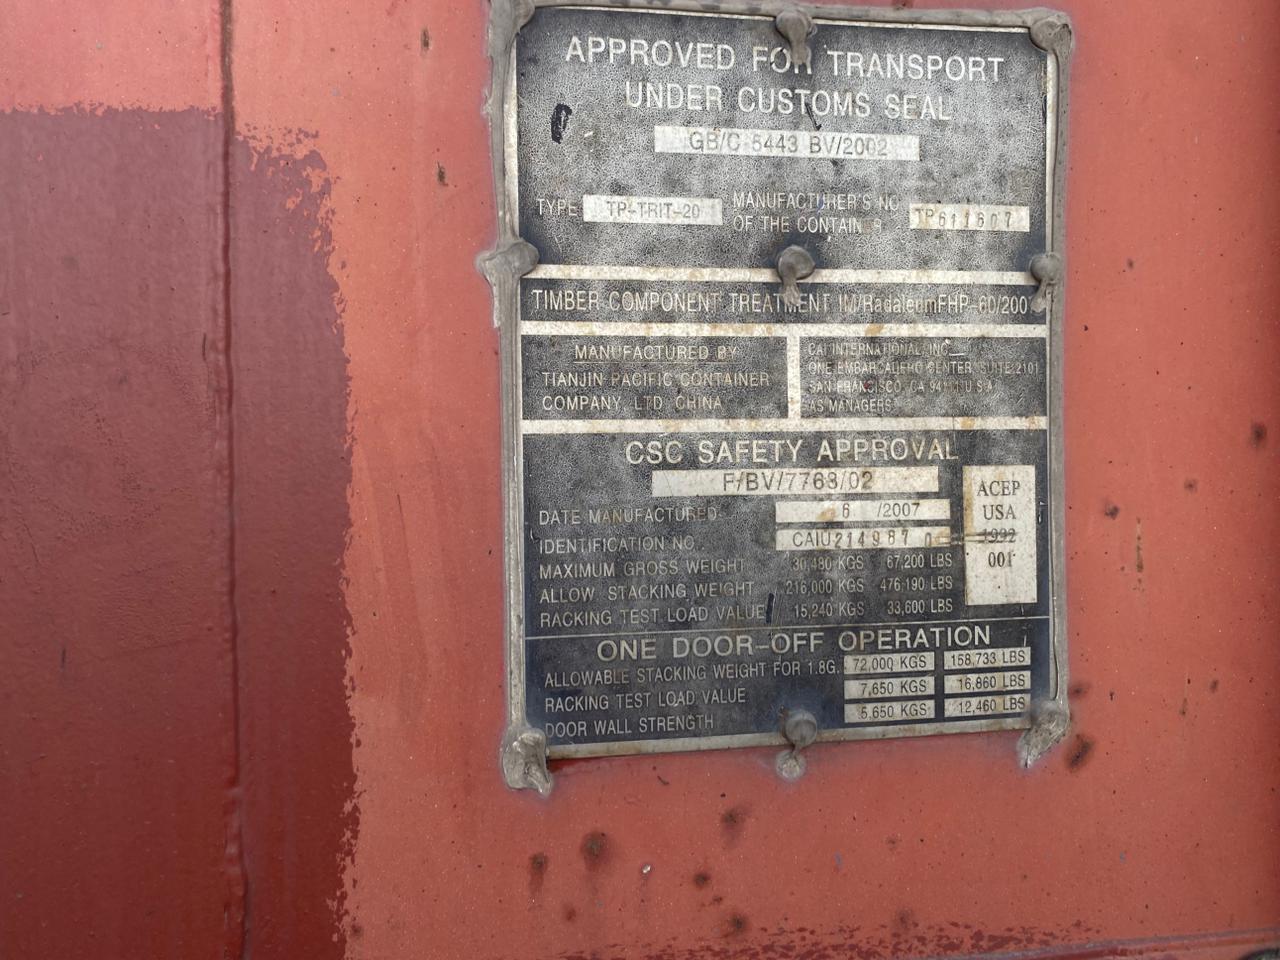 APPROVED FOR TRANSPORT
UNDER CUSTOMS SEAL
GB/C 5443 BV/2002
TYPE TP-TRIT-20 MANUFACTURER'S NO
OF THE CONTAINER TP611607
TIMBER COMPONENT TREATMENT IM/RadaleumFHP-60/2007
MANUFACTURED BY
TIANJIN PACIFIC CONTAINER
COMPANY LTD CHINA
CAI INTERNATIONAL, INC
ONE EMBARCADERO CENTER, SUITE 2101
SAN FRANCISCO, CA 94111 U.S.A
AS MANAGERS
CSC SAFETY APPROVAL
F/BV/7763/02
DATE MANUFACTURED 6 /2007
IDENTIFICATION NO. CAIU214987 0
MAXIMUM GROSS WEIGHT 30,480 KGS 67,200 LBS
ALLOW STACKING WEIGHT 216,000 KGS 476,190 LBS
RACKING TEST LOAD VALUE 15,240 KGS 33,600 LBS
ACEP
USA
1992
001
ONE DOOR-OFF OPERATION
ALLOWABLE STACKING WEIGHT FOR 1.8G. 72,000 KGS 158,733 LBS
RACKING TEST LOAD VALUE 7,650 KGS 16,860 LBS
DOOR WALL STRENGTH 5,650 KGS 12,460 LBS